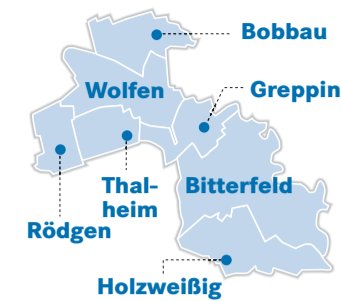 Bobbau
Wolfen
Greppin
Thal-
heim
Bitterfeld
Rödgen
Holzweißig